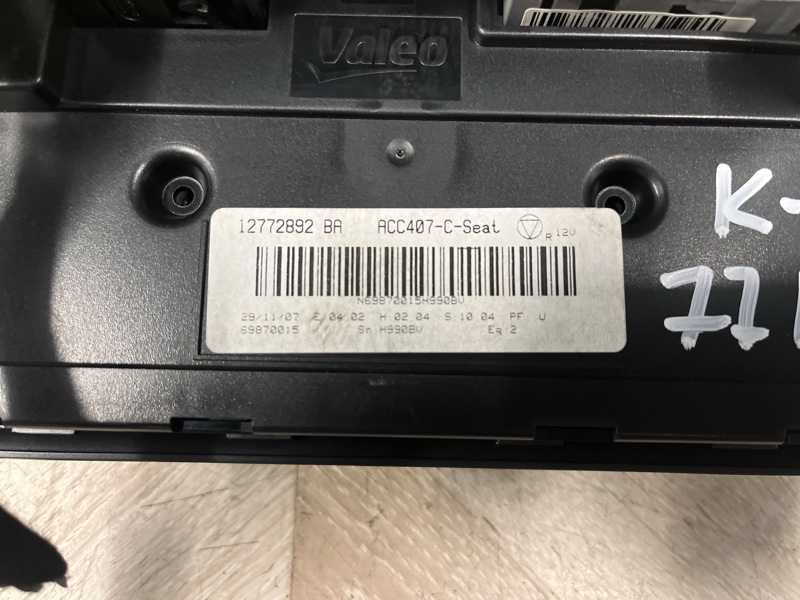 Valeo
12772892 BA ACC407-C-Seat R 12V
N69870015H990BV
29/11/07 E 04.02 H:02.04 S:10.04 PF: U
69870015 Sn:H990BV Eq:2
K-